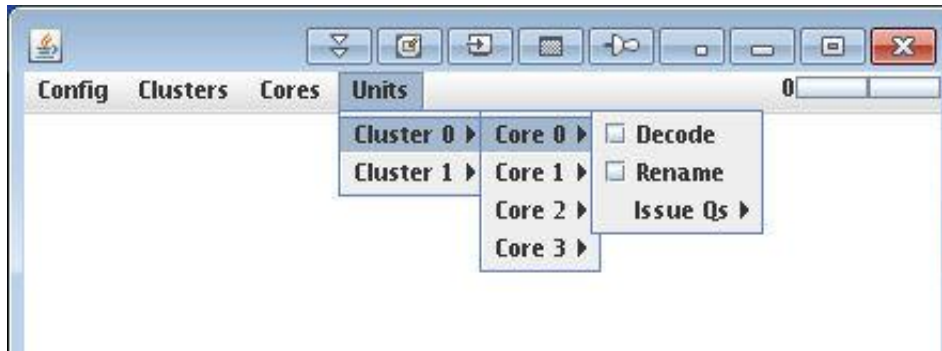 Config Clusters Cores Units 0
Cluster 0 Core 0 Decode
Cluster 1 Core 1 Rename
Core 2 Issue Qs
Core 3